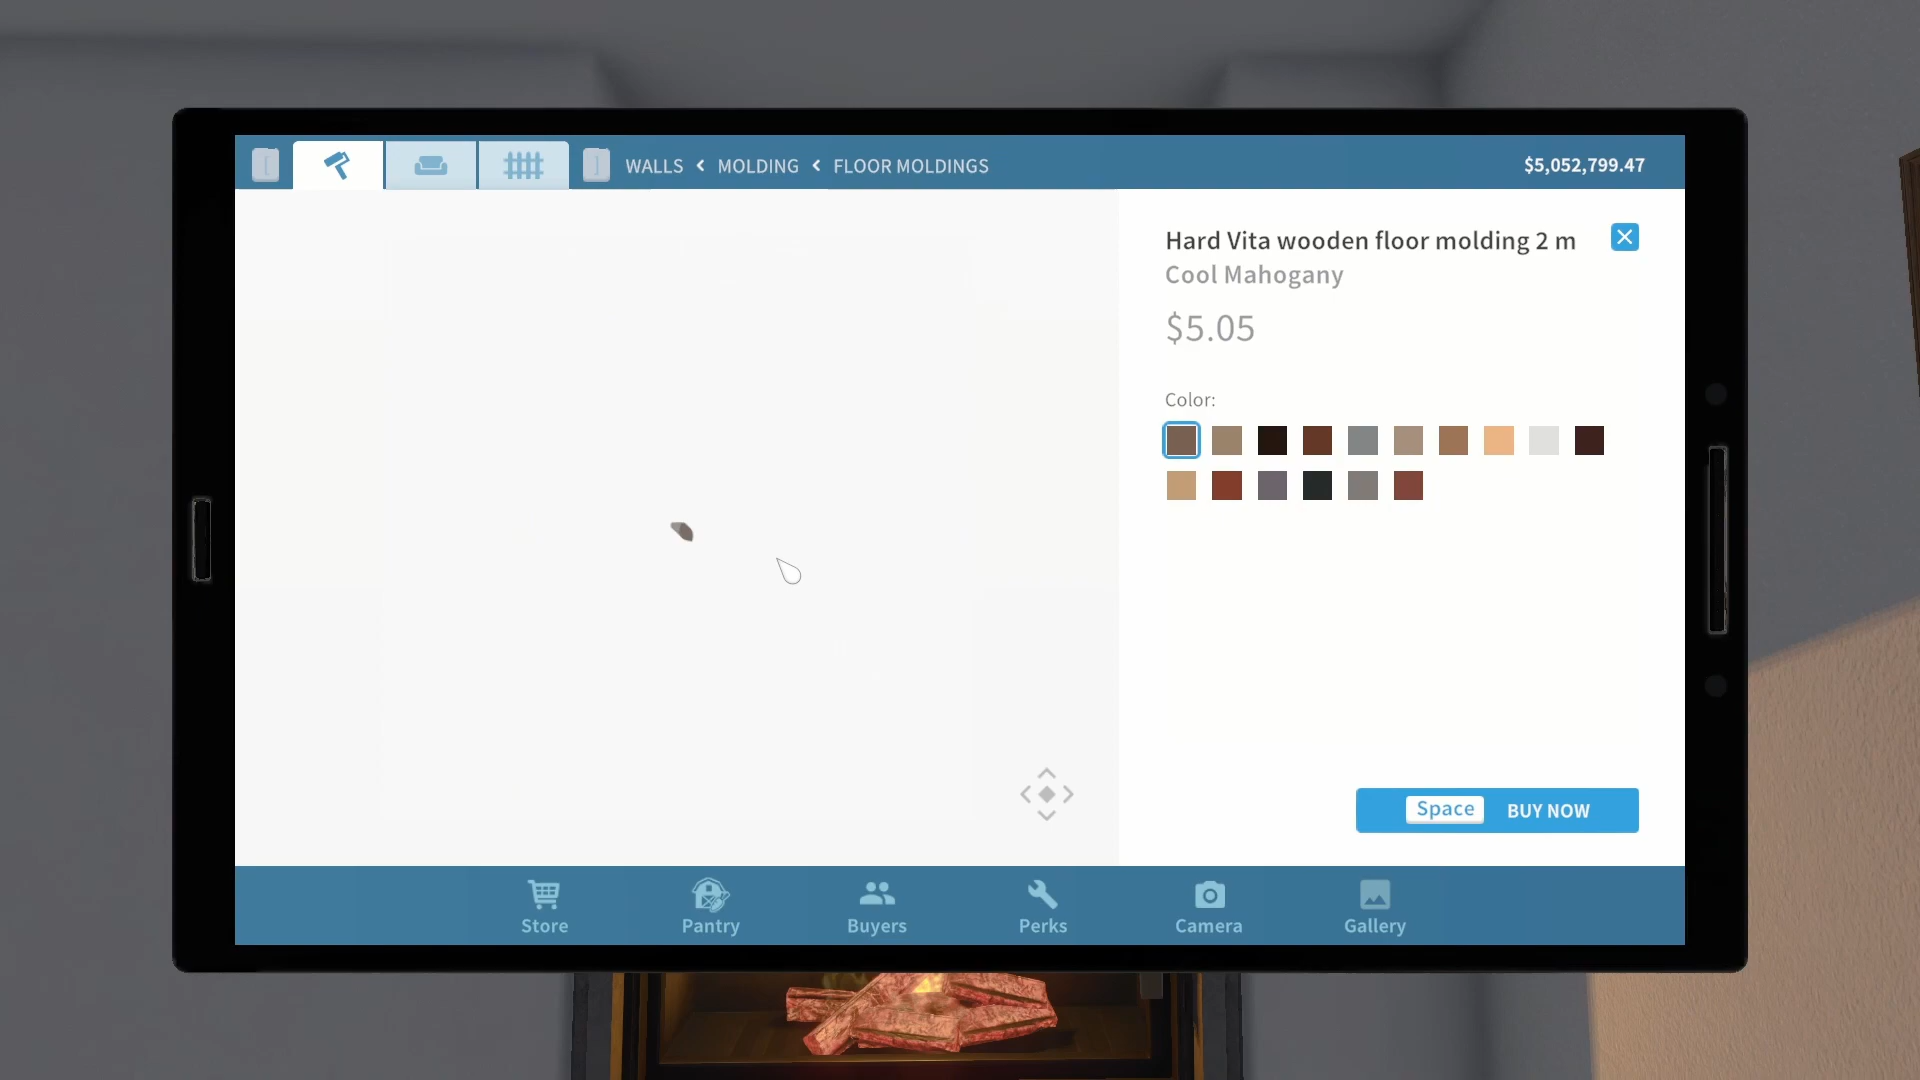 WALLS < MOLDING < FLOOR MOLDINGS
$5,052,799.47
Hard Vita wooden floor molding 2 m
Cool Mahogany
$5.05
Color:
Space BUY NOW
Store Pantry Buyers Perks Camera Gallery